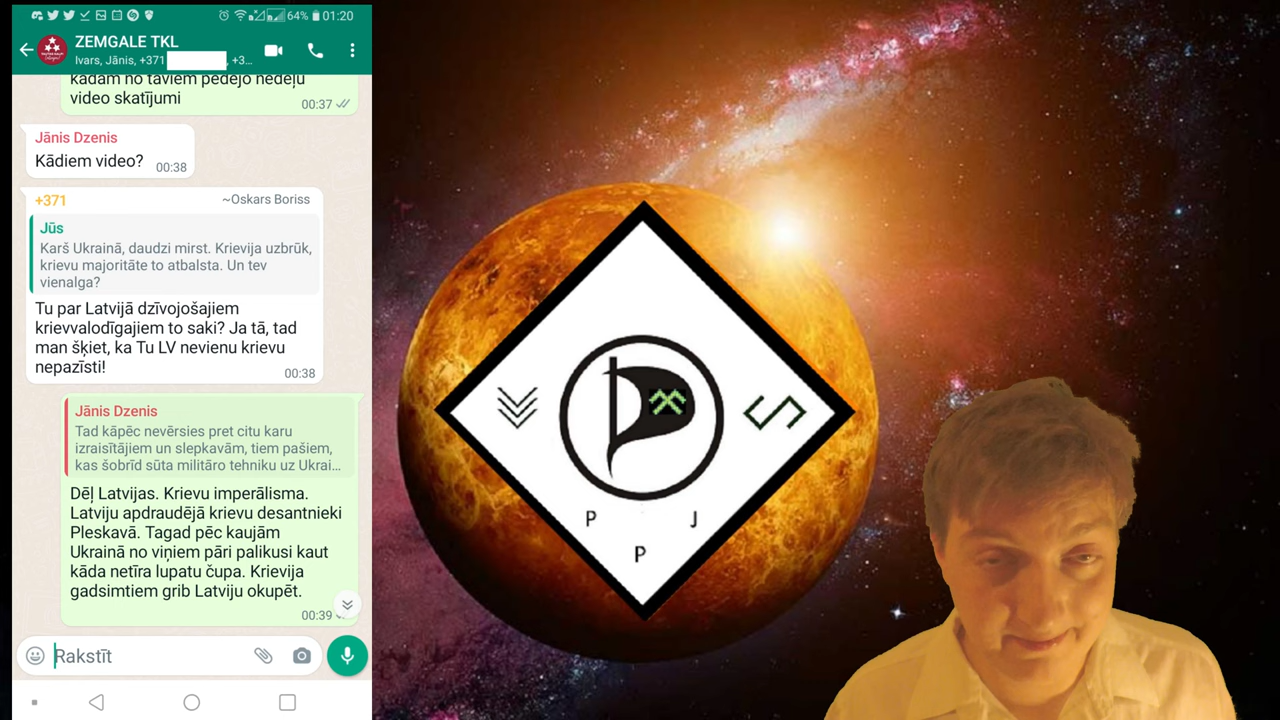 64% 01:20
ZEMGALE TKL
Ivars, Jānis, +371 , +3...
kādam no taviem pēdējo nedēļu
video skatījumi
00:37
Jānis Dzenis
Kādiem video?
00:38
+371 ~Oskars Boriss
Jūs
Karš Ukrainā, daudzi mirst. Krievija uzbrūk,
krievu majoritāte to atbalsta. Un tev
vienalga?
Tu par Latvijā dzīvojošajiem
krievvalodīgajiem to saki? Ja tā, tad
man šķiet, ka Tu LV nevienu krievu
nepazīsti!
00:38
Jānis Dzenis
Tad kāpēc nevērsies pret citu karu
izraisītājiem un slepkavām, tiem pašiem,
kas šobrīd sūta militāro tehniku uz Ukrai...
Dēļ Latvijas. Krievu imperālisma.
Latviju apdraudējā krievu desantnieki
Pleskavā. Tagad pēc kaujām
Ukrainā no viņiem pāri palikusi kaut
kāda netīra lupatu čupa. Krievija
gadsimtiem grib Latviju okupēt.
00:39
Rakstīt
P J
P